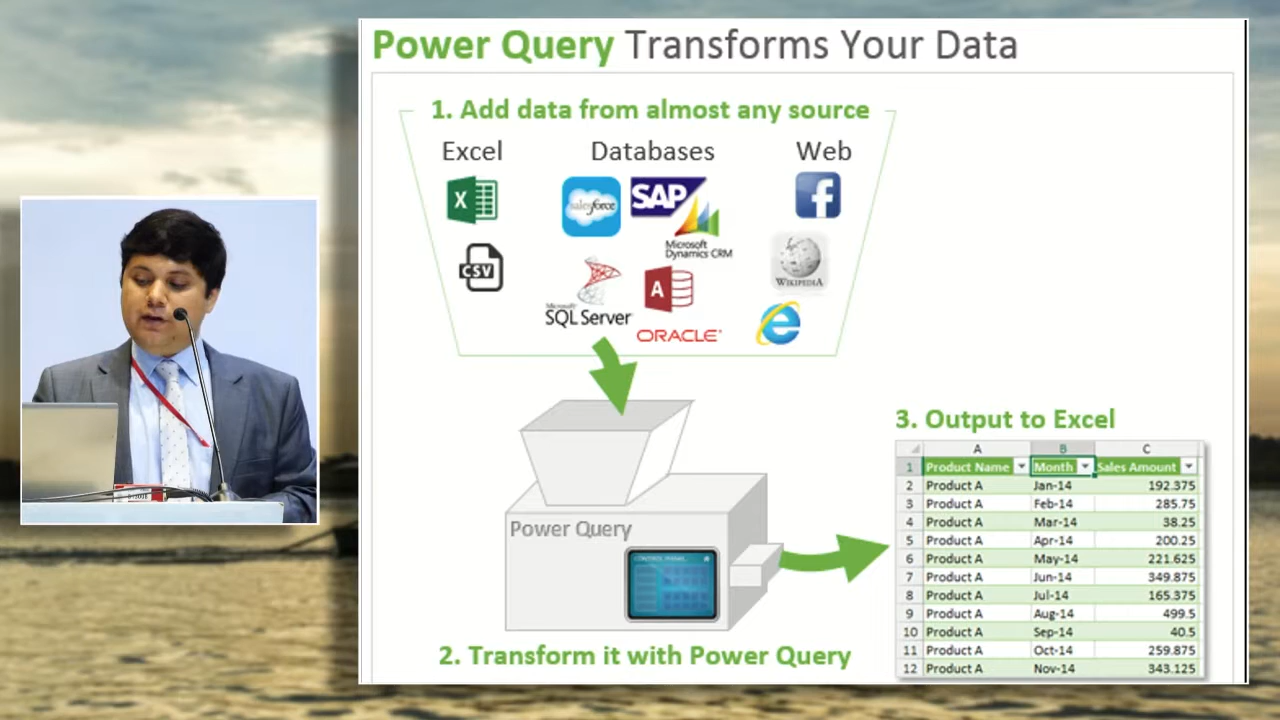 Power Query Transforms Your Data
1. Add data from almost any source
Excel
Databases
Web
X
salesforce
SAP
f
Microsoft
Dynamics CRM
CSV
WIKIPEDIA
A
Microsoft
SQL Server
ORACLE
e
Power Query
2. Transform it with Power Query
3. Output to Excel
A B C
1 Product Name Month Sales Amount
2 Product A Jan-14 192.375
3 Product A Feb-14 285.75
4 Product A Mar-14 38.25
5 Product A Apr-14 200.25
6 Product A May-14 221.625
7 Product A Jun-14 349.875
8 Product A Jul-14 165.375
9 Product A Aug-14 499.5
10 Product A Sep-14 40.5
11 Product A Oct-14 259.875
12 Product A Nov-14 343.125